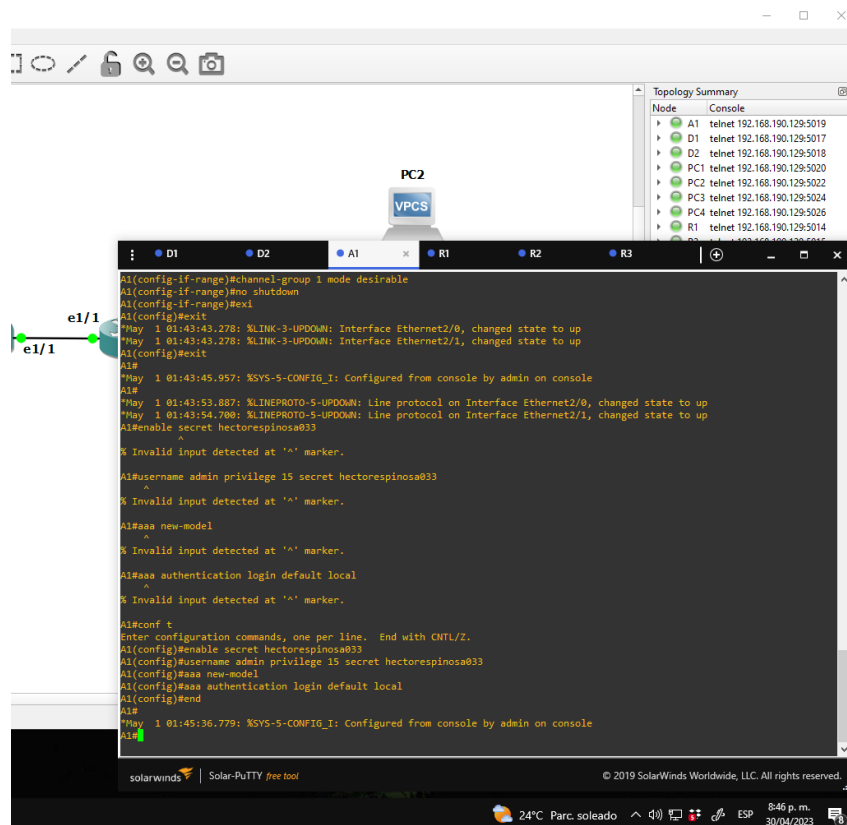 Topology Summary
Node Console
A1 telnet 192.168.190.129:5019
D1 telnet 192.168.190.129:5017
D2 telnet 192.168.190.129:5018
PC1 telnet 192.168.190.129:5020
PC2 telnet 192.168.190.129:5022
PC3 telnet 192.168.190.129:5024
PC4 telnet 192.168.190.129:5026
R1 telnet 192.168.190.129:5014
PC2
VPCS
e1/1
e1/1
D1 D2 A1 R1 R2 R3
A1(config-if-range)#channel-group 1 mode desirable
A1(config-if-range)#no shutdown
A1(config-if-range)#exi
A1(config)#exit
*May  1 01:43:43.278: %LINK-3-UPDOWN: Interface Ethernet2/0, changed state to up
*May  1 01:43:43.278: %LINK-3-UPDOWN: Interface Ethernet2/1, changed state to up
A1(config)#exit
A1#
*May  1 01:43:45.957: %SYS-5-CONFIG_I: Configured from console by admin on console
A1#
*May  1 01:43:53.887: %LINEPROTO-5-UPDOWN: Line protocol on Interface Ethernet2/0, changed state to up
*May  1 01:43:54.700: %LINEPROTO-5-UPDOWN: Line protocol on Interface Ethernet2/1, changed state to up
A1#enable secret hectorespinosa033
^
% Invalid input detected at '^' marker.
A1#username admin privilege 15 secret hectorespinosa033
^
% Invalid input detected at '^' marker.
A1#aaa new-model
^
% Invalid input detected at '^' marker.
A1#aaa authentication login default local
^
% Invalid input detected at '^' marker.
A1#conf t
Enter configuration commands, one per line.  End with CNTL/Z.
A1(config)#enable secret hectorespinosa033
A1(config)#username admin privilege 15 secret hectorespinosa033
A1(config)#aaa new-model
A1(config)#aaa authentication login default local
A1(config)#end
A1#
*May  1 01:45:36.779: %SYS-5-CONFIG_I: Configured from console by admin on console
A1#
solarwinds Solar-PuTTY free tool © 2019 SolarWinds Worldwide, LLC. All rights reserved.
24°C Parc. soleado ESP 8:46 p. m.
30/04/2023 8